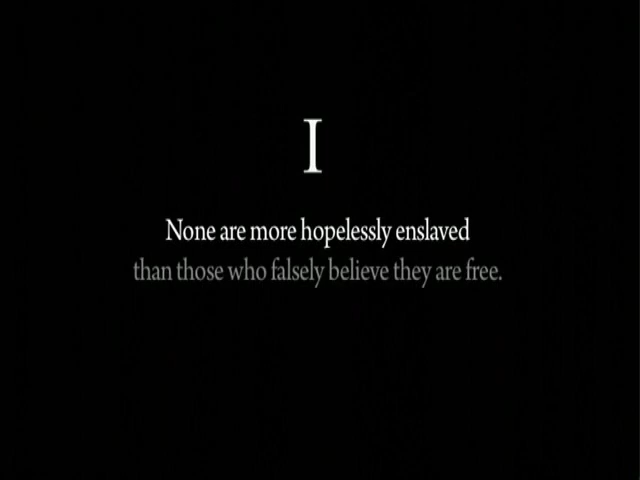 I
None are more hopelessly enslaved
than those who falsely believe they are free.